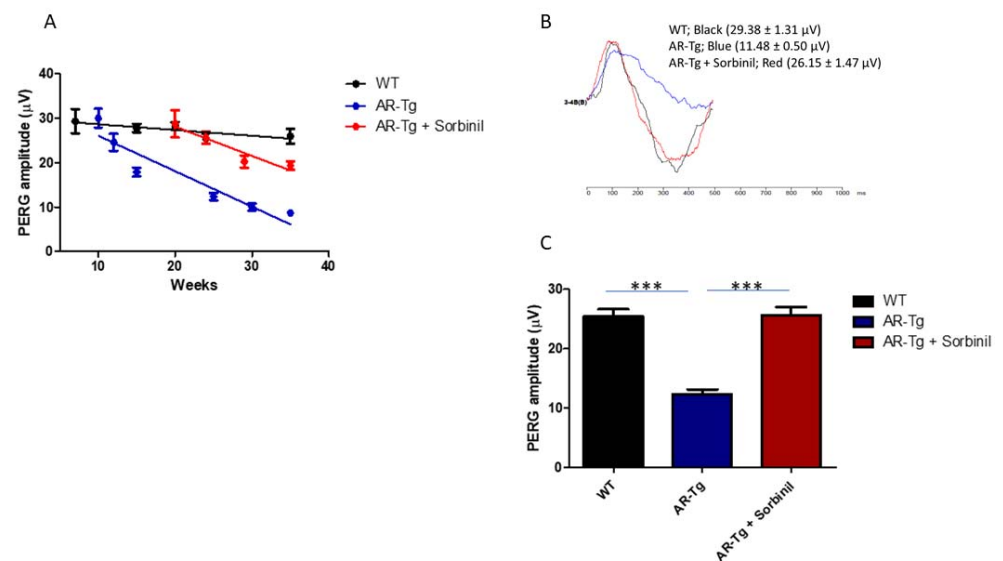 A
40
30
20
10
0
PERG amplitude (µV)
10
20
30
40
Weeks
WT
AR-Tg
AR-Tg + Sorbinil
B
WT; Black (29.38 ± 1.31 µV)
AR-Tg; Blue (11.48 ± 0.50 µV)
AR-Tg + Sorbinil; Red (26.15 ± 1.47 µV)
3-4B(B)
0 100 200 300 400 500 600 700 800 900 1000 ms
C
30
20
10
0
PERG amplitude (µV)
*** ***
WT
AR-Tg
AR-Tg + Sorbinil
WT
AR-Tg
AR-Tg + Sorbinil